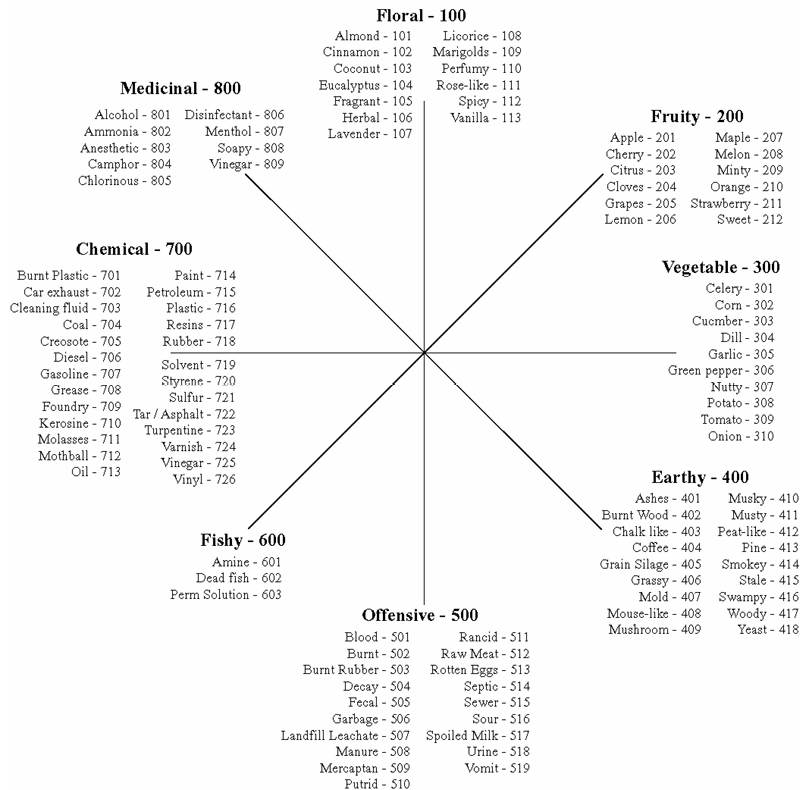 Floral - 100
Almond - 101
Cinnamon - 102
Coconut - 103
Eucalyptus - 104
Fragrant - 105
Herbal - 106
Lavender - 107
Licorice - 108
Marigolds - 109
Perfumy - 110
Rose-like - 111
Spicy - 112
Vanilla - 113
Fruity - 200
Apple - 201
Cherry - 202
Citrus - 203
Cloves - 204
Grapes - 205
Lemon - 206
Maple - 207
Melon - 208
Minty - 209
Orange - 210
Strawberry - 211
Sweet - 212
Vegetable - 300
Celery - 301
Corn - 302
Cucmber - 303
Dill - 304
Garlic - 305
Green pepper - 306
Nutty - 307
Potato - 308
Tomato - 309
Onion - 310
Earthy - 400
Ashes - 401
Burnt Wood - 402
Chalk like - 403
Coffee - 404
Grain Silage - 405
Grassy - 406
Mold - 407
Mouse-like - 408
Mushroom - 409
Musky - 410
Musty - 411
Peat-like - 412
Pine - 413
Smokey - 414
Stale - 415
Swampy - 416
Woody - 417
Yeast - 418
Offensive - 500
Blood - 501
Burnt - 502
Burnt Rubber - 503
Decay - 504
Fecal - 505
Garbage - 506
Landfill Leachate - 507
Manure - 508
Mercaptan - 509
Putrid - 510
Rancid - 511
Raw Meat - 512
Rotten Eggs - 513
Septic - 514
Sewer - 515
Sour - 516
Spoiled Milk - 517
Urine - 518
Vomit - 519
Fishy - 600
Amine - 601
Dead fish - 602
Perm Solution - 603
Chemical - 700
Burnt Plastic - 701
Car exhaust - 702
Cleaning fluid - 703
Coal - 704
Creosote - 705
Diesel - 706
Gasoline - 707
Grease - 708
Foundry - 709
Kerosine - 710
Molasses - 711
Mothball - 712
Oil - 713
Paint - 714
Petroleum - 715
Plastic - 716
Resins - 717
Rubber - 718
Solvent - 719
Styrene - 720
Sulfur - 721
Tar / Asphalt - 722
Turpentine - 723
Varnish - 724
Vinegar - 725
Vinyl - 726
Medicinal - 800
Alcohol - 801
Ammonia - 802
Anesthetic - 803
Camphor - 804
Chlorinous - 805
Disinfectant - 806
Menthol - 807
Soapy - 808
Vinegar - 809